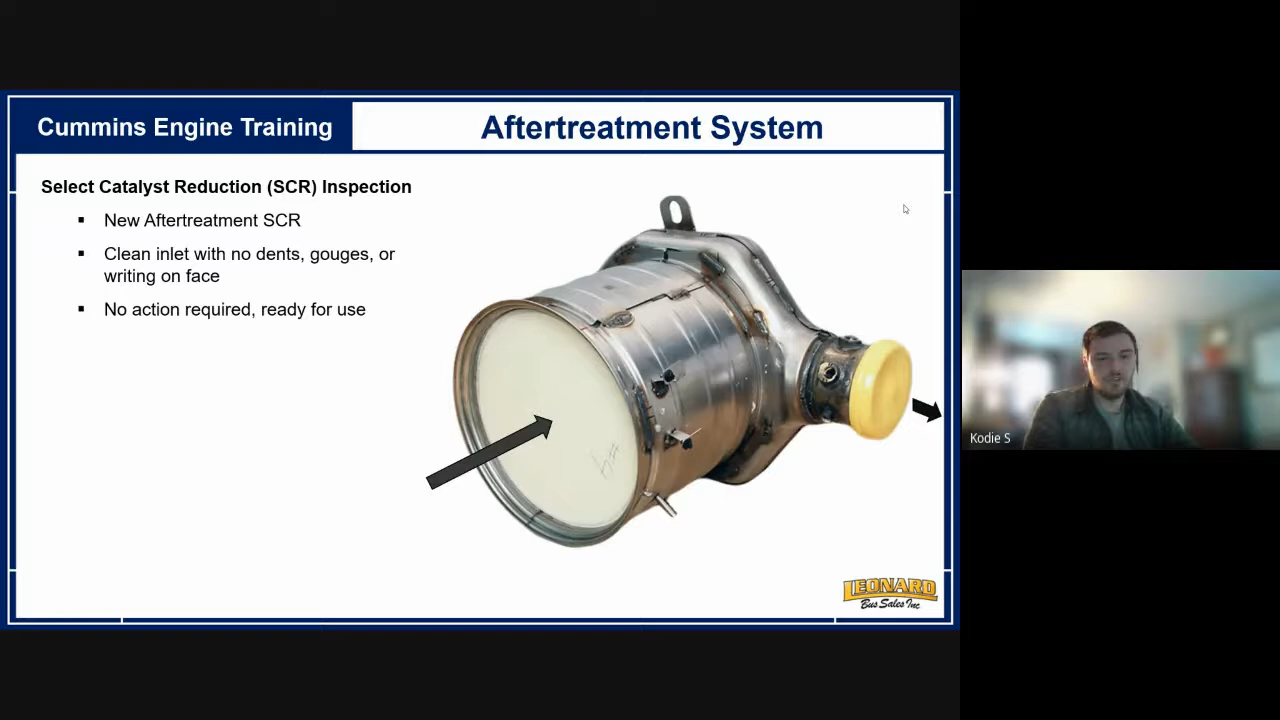 Cummins Engine Training
Aftertreatment System
Select Catalyst Reduction (SCR) Inspection
New Aftertreatment SCR
Clean inlet with no dents, gouges, or
writing on face
No action required, ready for use
LEONARD
Bus Sales Inc
Kodie S